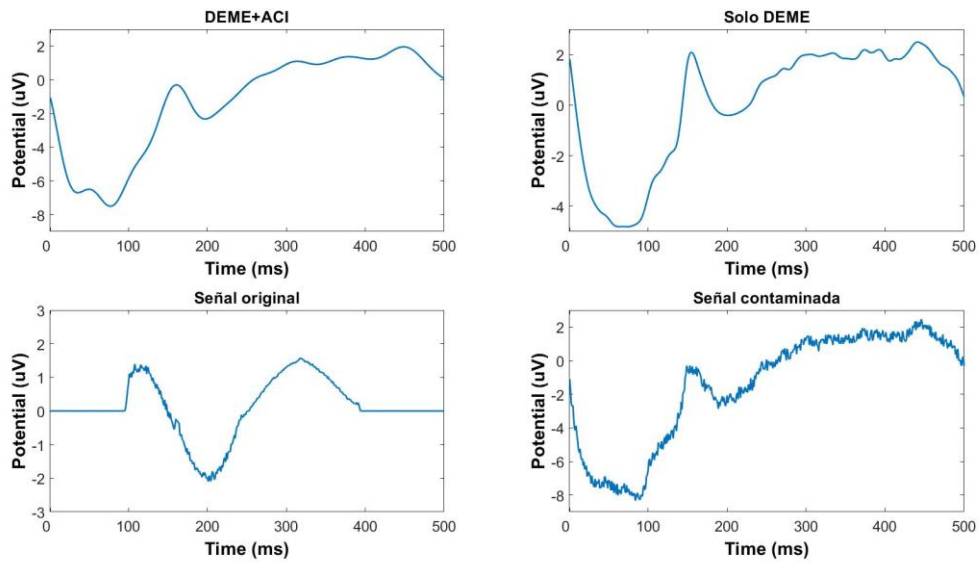 DEME+ACI
Potential (uV)
2
0
-2
-4
-6
-8
0 100 200 300 400 500
Time (ms)
Solo DEME
Potential (uV)
2
0
-2
-4
0 100 200 300 400 500
Time (ms)
Señal original
Potential (uV)
3
2
1
0
-1
-2
-3
0 100 200 300 400 500
Time (ms)
Señal contaminada
Potential (uV)
2
0
-2
-4
-6
-8
0 100 200 300 400 500
Time (ms)